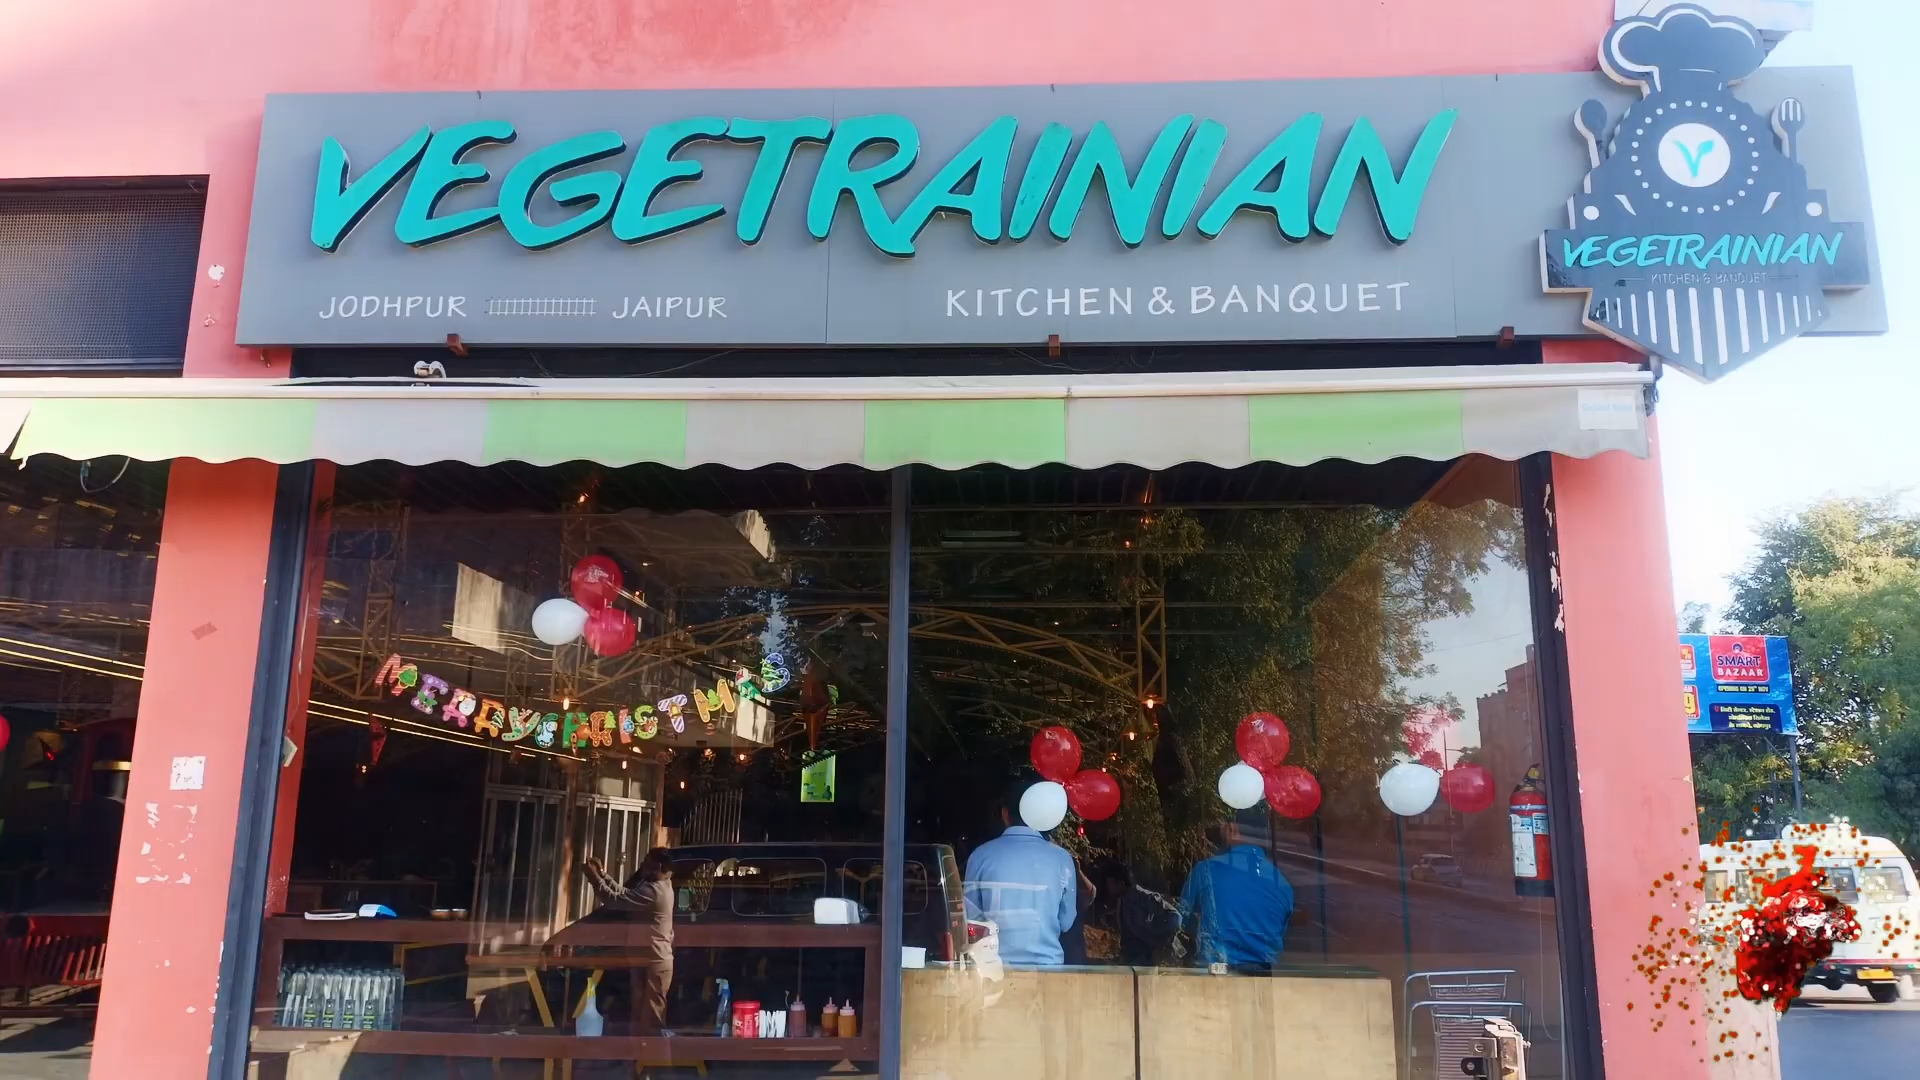 VEGETRAINIAN
JODHPUR JAIPUR
KITCHEN & BANQUET
V
VEGETRAINIAN
KITCHEN & BANQUET
MERRY CHRISTMAS
SMART
BAZAAR